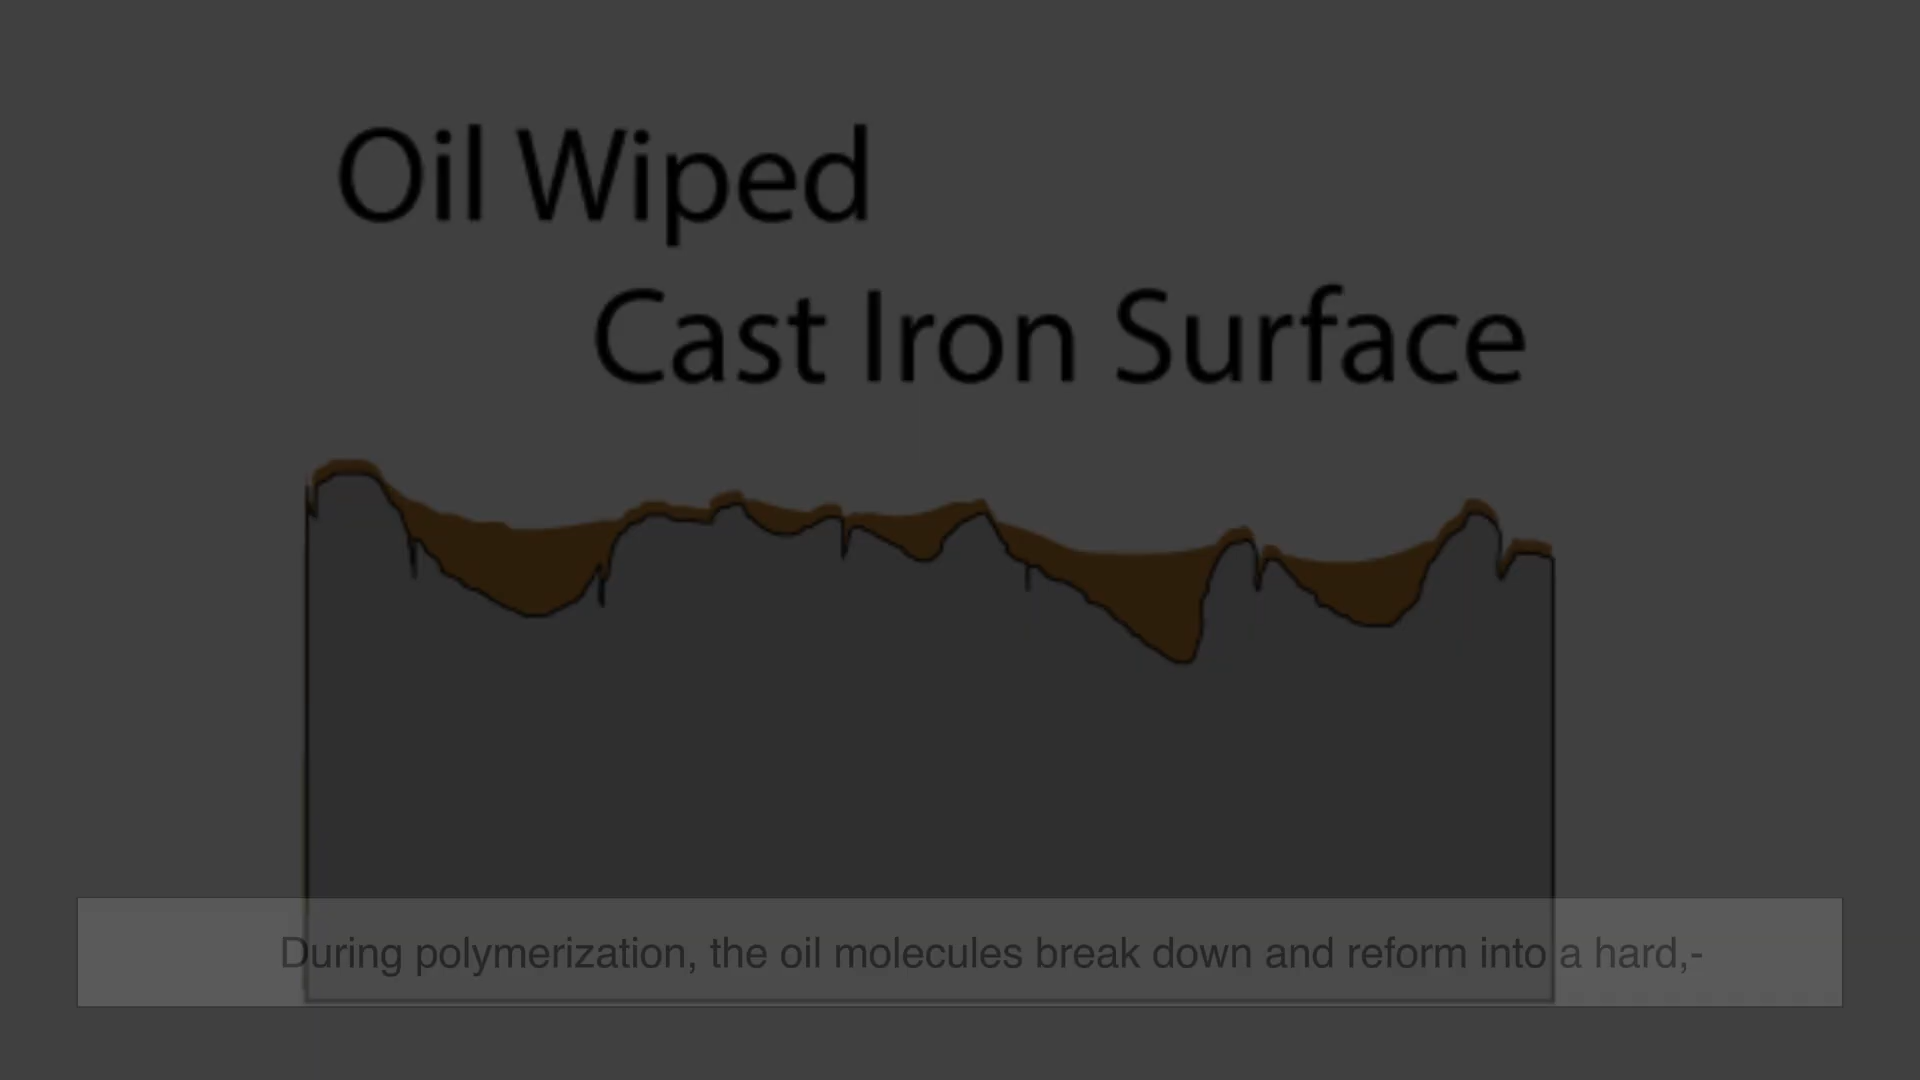 Oil Wiped
Cast Iron Surface
During polymerization, the oil molecules break down and reform into a hard,-